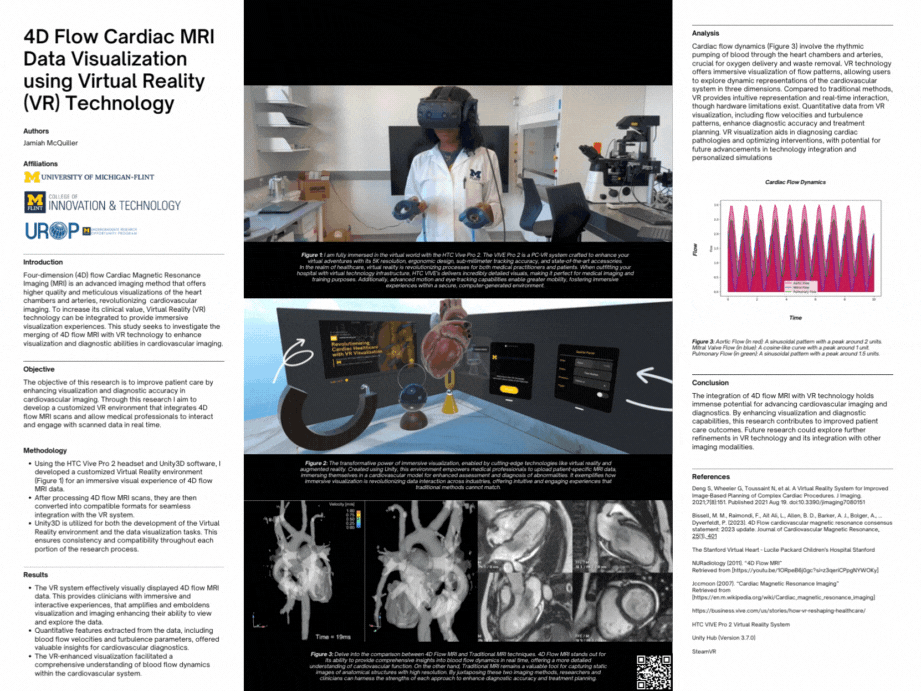 4D Flow Cardiac MRI
Data Visualization
using Virtual Reality
(VR) Technology
Authors
Jamiah McQuiller
Affiliations
UNIVERSITY OF MICHIGAN-FLINT
COLLEGE OF
INNOVATION & TECHNOLOGY
FLINT
UROP
UNDERGRADUATE RESEARCH
OPPORTUNITY PROGRAM
Introduction
Four-dimension (4D) flow Cardiac Magnetic Resonance
Imaging (MRI) is an advanced imaging method that offers
higher quality and meticulous visualizations of the heart
chambers and arteries, revolutionizing cardiovascular
imaging. To increase its clinical value, Virtual Reality (VR)
technology can be integrated to provide immersive
visualization experiences. This study seeks to investigate the
merging of 4D flow MRI with VR technology to enhance
visualization and diagnostic abilities in cardiovascular imaging.
Objective
The objective of this research is to improve patient care by
enhancing visualization and diagnostic accuracy in
cardiovascular imaging. Through this research I aim to
develop a customized VR environment that integrates 4D
flow MRI scans and allow medical professionals to interact
and engage with scanned data in real time.
Methodology
• Using the HTC Vive Pro 2 headset and Unity3D software, I
developed a customized Virtual Reality environment
(Figure 1) for an immersive visual experience of 4D flow
MRI data.
• After processing 4D flow MRI scans, they are then
converted into compatible formats for seamless
integration with the VR system.
• Unity3D is utilized for both the development of the Virtual
Reality environment and the data visualization tasks. This
ensures consistency and compatibility throughout each
portion of the research process.
Results
• The VR system effectively visually displayed 4D flow MRI
data. This provides clinicians with immersive and
interactive experiences, that amplifies and emboldens
visualization and imaging enhancing their ability to view
and explore the data.
• Quantitative features extracted from the data, including
blood flow velocities and turbulence parameters, offered
valuable insights for cardiovascular diagnostics.
• The VR-enhanced visualization facilitated a
comprehensive understanding of blood flow dynamics
within the cardiovascular system.
Figure 1: I am fully immersed in the virtual world with the HTC Vive Pro 2. The VIVE Pro 2 is a PC-VR system crafted to enhance your
virtual adventures with its 5K resolution, ergonomic design, sub-millimeter tracking accuracy, and state-of-the-art accessories.
In the realm of healthcare, virtual reality is revolutionizing processes for both medical practitioners and patients. When outfitting your
hospital with virtual technology infrastructure, HTC VIVE's delivers incredibly detailed visuals, making it perfect for medical imaging and
training purposes. Additionally, advanced motion and eye-tracking capabilities enable greater mobility, fostering immersive
experiences within a secure, computer-generated environment.
Revolutionizing
Cardiac Healthcare
with VR Visualization
Figure 2: The transformative power of immersive visualization, enabled by cutting-edge technologies like virtual reality and
augmented reality. Created using Unity, this environment empowers medical professionals to upload patient-specific MRI data,
immersing themselves in a cardiovascular model for enhanced assessment and diagnosis of abnormalities. It exemplifies how
immersive visualization is revolutionizing data interaction across industries, offering intuitive and engaging experiences that
traditional methods cannot match.
Velocity [m/s]
Time = 19ms
Figure 3: Delve into the comparison between 4D Flow MRI and Traditional MRI techniques. 4D Flow MRI stands out for
its ability to provide comprehensive insights into blood flow dynamics in real time, offering a more detailed
understanding of cardiovascular function. On the other hand, Traditional MRI remains a valuable tool for capturing static
images of anatomical structures with high resolution. By juxtaposing these two imaging methods, researchers and
clinicians can harness the strengths of each approach to enhance diagnostic accuracy and treatment planning.
Analysis
Cardiac flow dynamics (Figure 3) involve the rhythmic
pumping of blood through the heart chambers and arteries,
crucial for oxygen delivery and waste removal. VR technology
offers immersive visualization of flow patterns, allowing users
to explore dynamic representations of the cardiovascular
system in three dimensions. Compared to traditional methods,
VR provides intuitive representation and real-time interaction,
though hardware limitations exist. Quantitative data from VR
visualization, including flow velocities and turbulence
patterns, enhance diagnostic accuracy and treatment
planning. VR visualization aids in diagnosing cardiac
pathologies and optimizing interventions, with potential for
future advancements in technology integration and
personalized simulations
Cardiac Flow Dynamics
Flow
0 2 4 6 8 10
Time
Figure 3: Aortic Flow (in red): A sinusoidal pattern with a peak around 2 units.
Mitral Valve Flow (in blue): A cosine-like curve with a peak around 1 unit.
Pulmonary Flow (in green): A sinusoidal pattern with a peak around 1.5 units.
Conclusion
The integration of 4D flow MRI with VR technology holds
immense potential for advancing cardiac imaging and
diagnostics. By enhancing visualization and diagnostic
capabilities, this research contributes to improved patient
care outcomes. Future research could explore further
refinements in VR technology and its integration with other
imaging modalities.
References
Deng S, Wheeler G, Toussaint N, et al. A Virtual Reality System for Improved
Image-Based Planning of Complex Cardiac Procedures. J Imaging.
2021;7(8):151. Published 2021 Aug 19. doi:10.3390/jimaging7080151
Bissell, M. M., Raimondi, F., Ait Ali, L., Allen, B. D., Barker, A. J., Bolger, A., …
Dyverfeldt, P. (2023). 4D Flow cardiovascular magnetic resonance consensus
statement: 2023 update. Journal of Cardiovascular Magnetic Resonance,
25(1), 40]
The Stanford Virtual Heart - Lucile Packard Children's Hospital Stanford
NURadiology (2011). "4D Flow MRI"
Jccmoon (2007). "Cardiac Magnetic Resonance Imaging"
Retrieved from
[https://en.m.wikipedia.org/wiki/Cardiac_magnetic_resonance_imaging]
https://business.vive.com/us/stories/how-vr-reshaping-healthcare/
HTC VIVE Pro 2 Virtual Reality System
Unity Hub (Version 3.7.0)
SteamVR